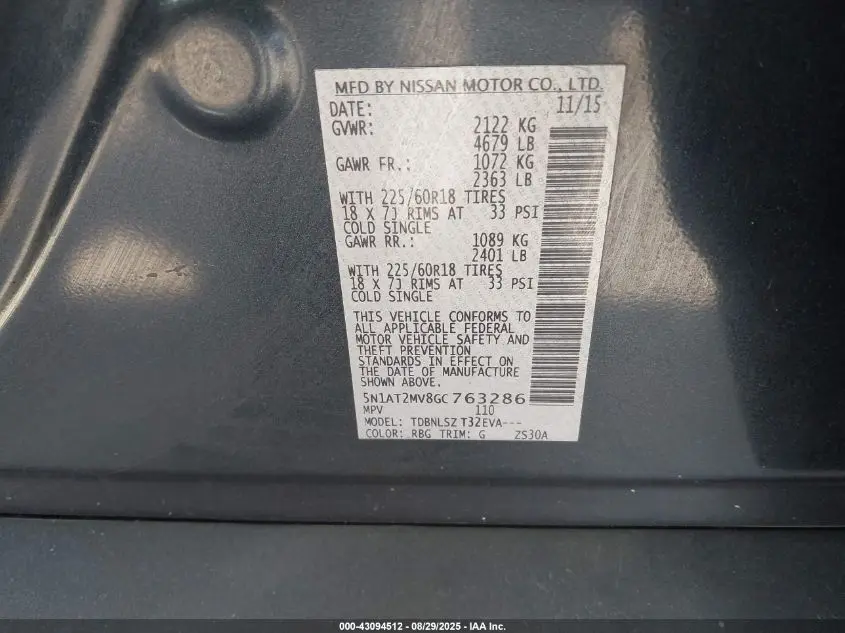 MFD BY NISSAN MOTOR CO., LTD.
DATE: 11/15
GVWR: 2122 KG
4679 LB
GAWR FR.: 1072 KG
2363 LB
WITH 225/60R18 TIRES
18 X 7J RIMS AT 33 PSI
COLD SINGLE
GAWR RR.: 1089 KG
2401 LB
WITH 225/60R18 TIRES
18 X 7J RIMS AT 33 PSI
COLD SINGLE
THIS VEHICLE CONFORMS TO
ALL APPLICABLE FEDERAL
MOTOR VEHICLE SAFETY AND
THEFT PREVENTION
STANDARDS IN EFFECT ON
THE DATE OF MANUFACTURE
SHOWN ABOVE.
5N1AT2MV8GC763286
MPV 110
MODEL: TDBNLSZ T32EVA---
COLOR: RBG TRIM: G ZS30A
000-43094512 - 08/29/2025 - IAA Inc.